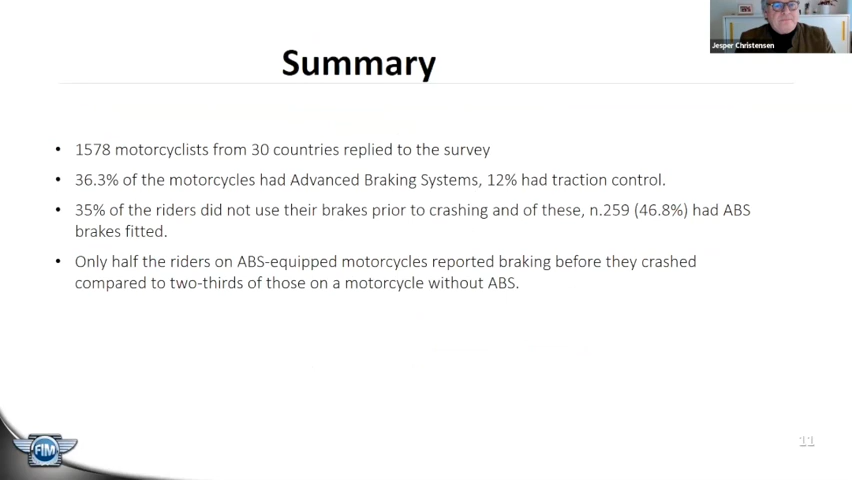 Jesper Christensen
Summary
• 1578 motorcyclists from 30 countries replied to the survey
• 36.3% of the motorcycles had Advanced Braking Systems, 12% had traction control.
• 35% of the riders did not use their brakes prior to crashing and of these, n.259 (46.8%) had ABS
brakes fitted.
• Only half the riders on ABS-equipped motorcycles reported braking before they crashed
compared to two-thirds of those on a motorcycle without ABS.
FIM
11